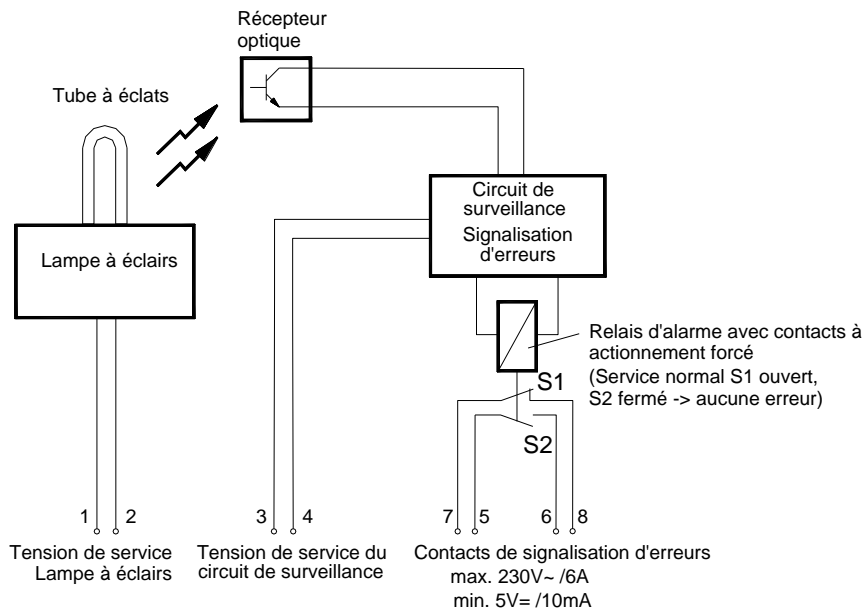 Récepteur
optique
Tube à éclats
Circuit de
surveillance
Signalisation
d'erreurs
Lampe à éclairs
Relais d'alarme avec contacts à
actionnement forcé
(Service normal S1 ouvert,
S2 fermé -> aucune erreur)
S1
S2
1 2 3 4 7 5 6 8
Tension de service
Lampe à éclairs
Tension de service du
circuit de surveillance
Contacts de signalisation d'erreurs
max. 230V~ /6A
min. 5V= /10mA